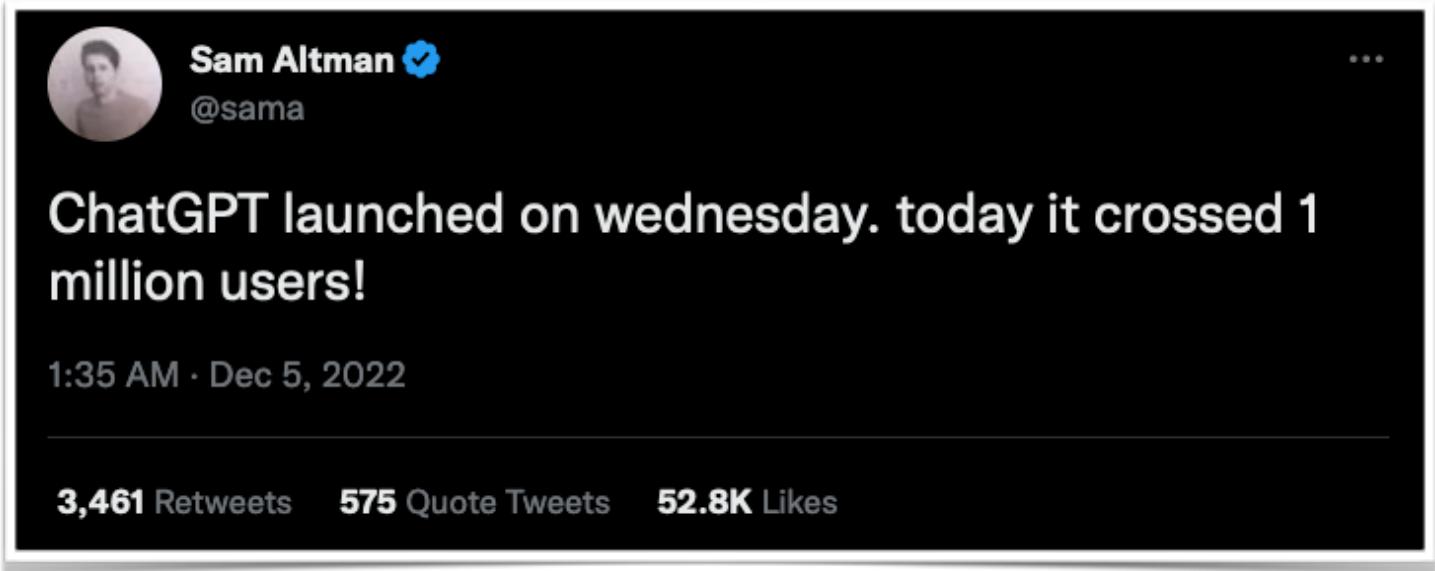 Sam Altman
@sama
ChatGPT launched on wednesday. today it crossed 1
million users!
1:35 AM · Dec 5, 2022
3,461 Retweets 575 Quote Tweets 52.8K Likes